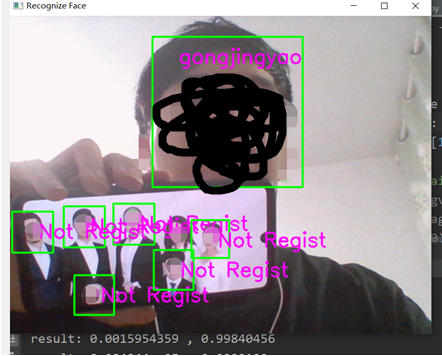 Recognize Face
gongjingyao
Not Regist
Not Regist
Not Regist
Not Regist
Not Regist
Not Regist
result: 0.0015954359 , 0.99840456